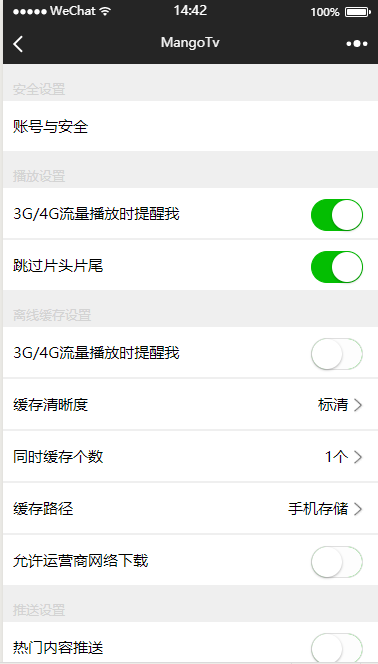 ●●●●● WeChat 14:42 100%
MangoTv •••
安全设置
账号与安全
播放设置
3G/4G流量播放时提醒我
跳过片头片尾
离线缓存设置
3G/4G流量播放时提醒我
缓存清晰度 标清
同时缓存个数 1个
缓存路径 手机存储
允许运营商网络下载
推送设置
热门内容推送